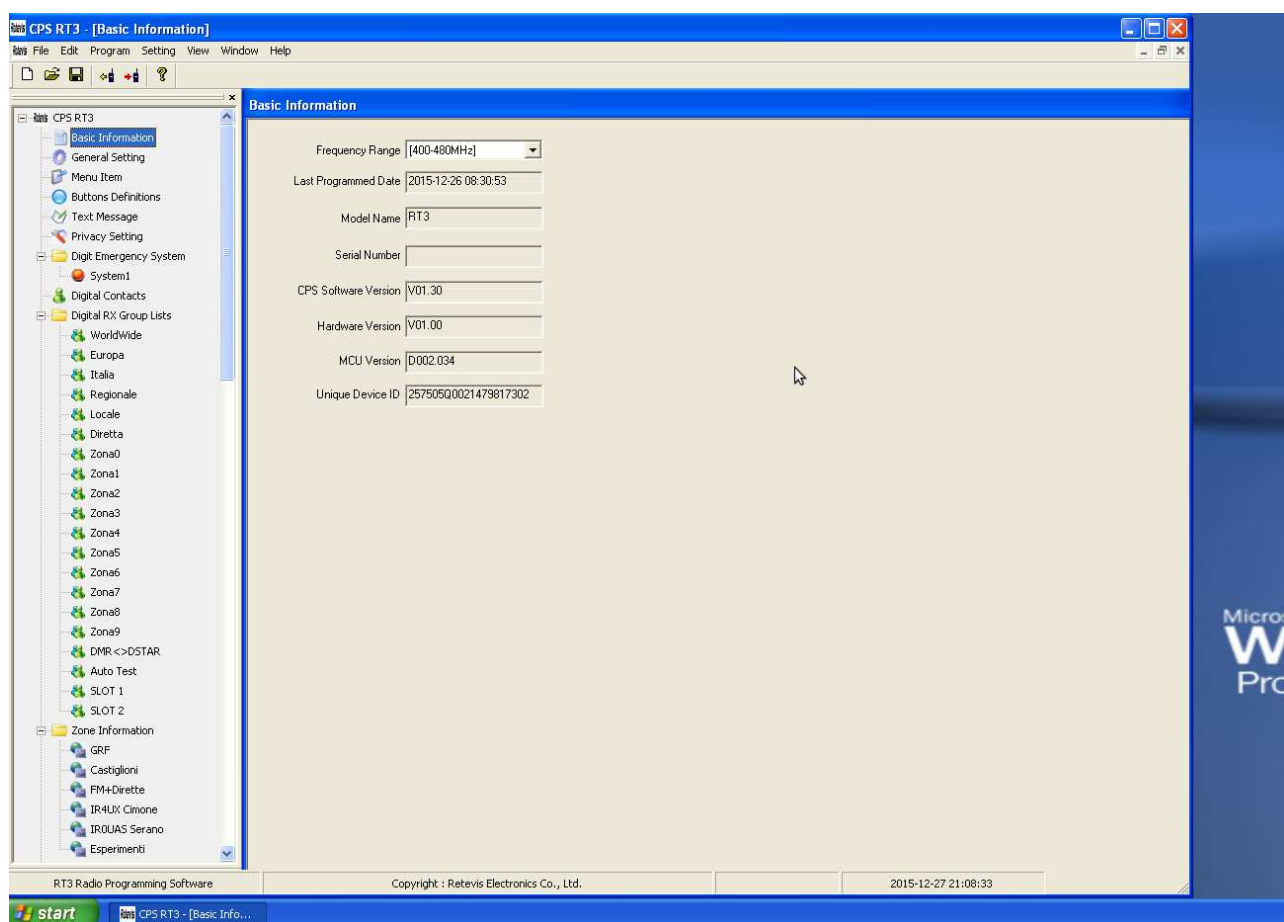 CPS RT3 - [Basic Information]
File Edit Program Setting View Window Help
Basic Information
CPS RT3
Basic Information
General Setting
Menu Item
Buttons Definitions
Text Message
Privacy Setting
Digit Emergency System
System1
Digital Contacts
Digital RX Group Lists
WorldWide
Europa
Italia
Regionale
Locale
Diretta
Zona0
Zona1
Zona2
Zona3
Zona4
Zona5
Zona6
Zona7
Zona8
Zona9
DMR<>DSTAR
Auto Test
SLOT 1
SLOT 2
Zone Information
GRF
Castiglioni
FM+Dirette
IR4UX Cimone
IR0UAS Serano
Esperimenti
Frequency Range [400-480MHz]
Last Programmed Date 2015-12-26 08:30:53
Model Name RT3
Serial Number
CPS Software Version V01.30
Hardware Version V01.00
MCU Version D002.034
Unique Device ID 257505Q0021479817302
Micros
W
Pro
RT3 Radio Programming Software
Copyright : Retevis Electronics Co., Ltd.
2015-12-27 21:08:33
start
CPS RT3 - [Basic Info...